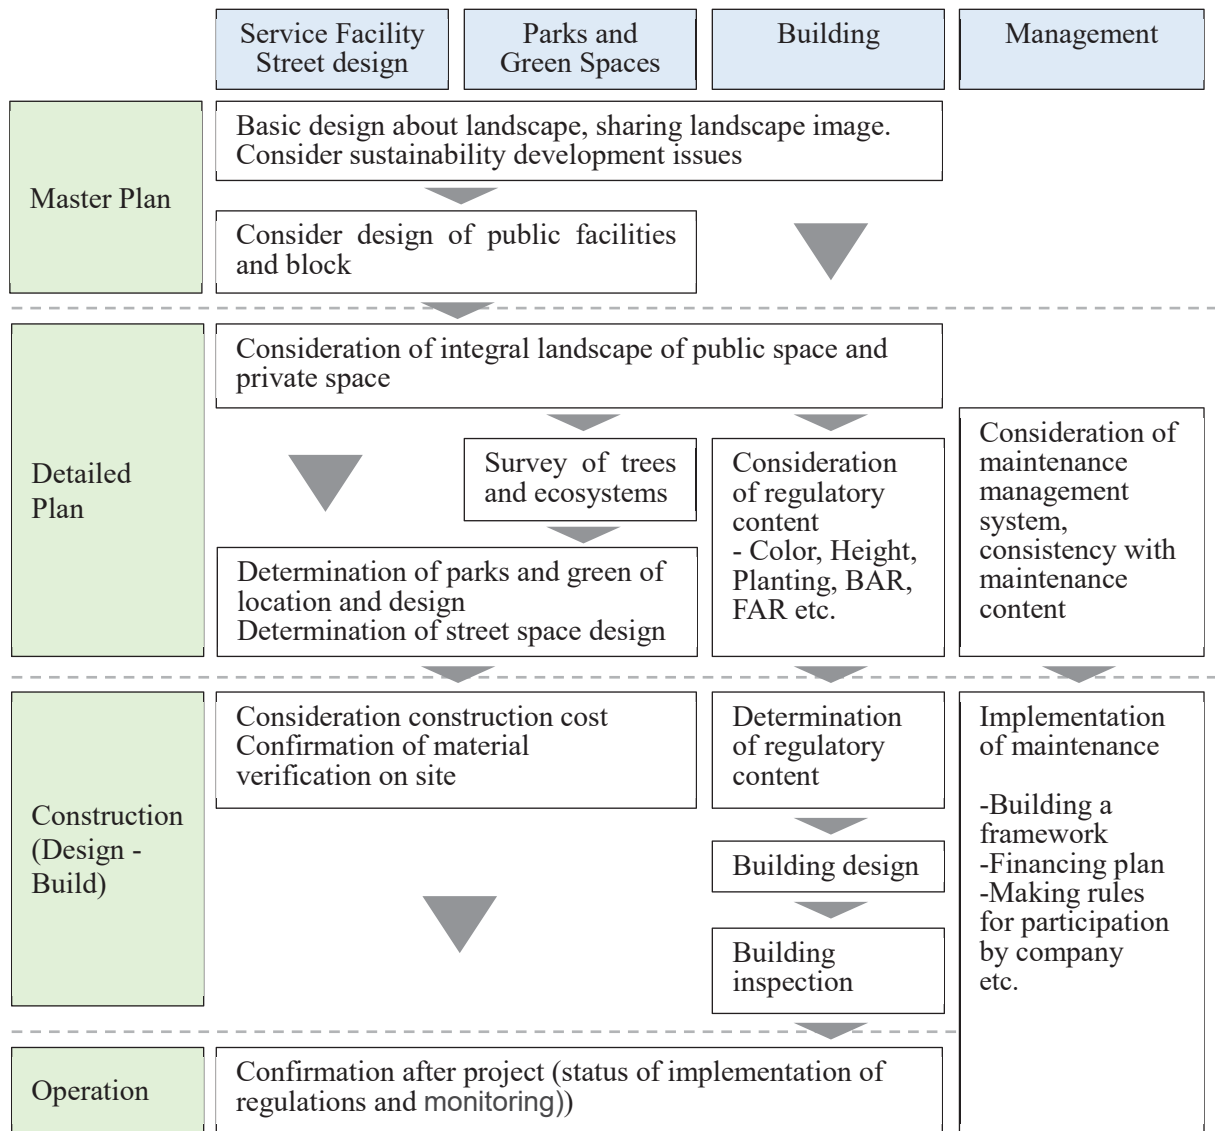 Service Facility
Street design
Parks and
Green Spaces
Building
Management
Master Plan
Basic design about landscape, sharing landscape image.
Consider sustainability development issues
Consider design of public facilities
and block
Detailed
Plan
Consideration of integral landscape of public space and
private space
Survey of trees
and ecosystems
Determination of parks and green of
location and design
Determination of street space design
Consideration
of regulatory
content
- Color, Height,
Planting, BAR,
FAR etc.
Consideration of
maintenance
management
system,
consistency with
maintenance
content
Construction
(Design -
Build)
Consideration construction cost
Confirmation of material
verification on site
Determination
of regulatory
content
Building design
Building
inspection
Implementation
of maintenance
-Building a
framework
-Financing plan
-Making rules
for participation
by company
etc.
Operation
Confirmation after project (status of implementation of
regulations and monitoring))